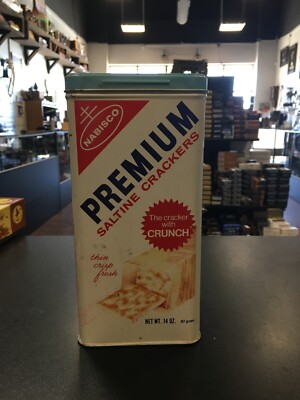 NABISCO
PREMIUM
SALTINE CRACKERS
The cracker
with
CRUNCH
thin
crisp
fresh
NET WT. 14 OZ.